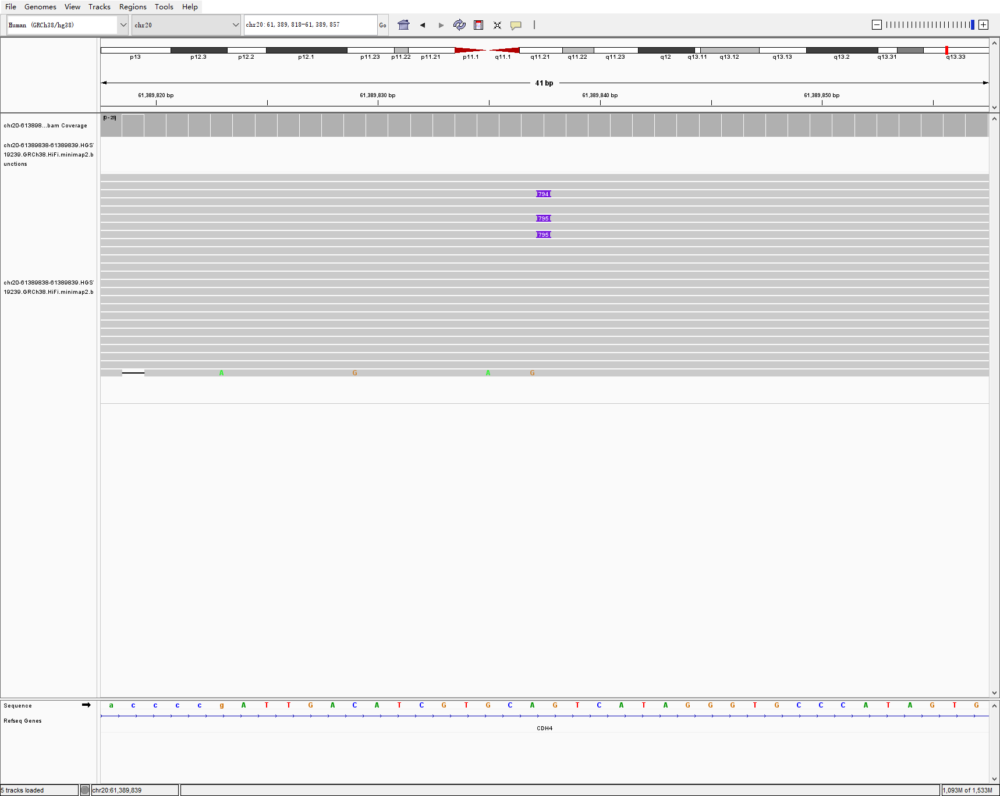 File Genomes View Tracks Regions Tools Help
Human (GRCh38/hg38) chr20 chr20:61,389,818-61,389,857 Go
p13 p12.3 p12.2 p12.1 p11.23 p11.22 p11.21 p11.1 q11.1 q11.21 q11.22 q11.23 q12 q13.11 q13.12 q13.13 q13.2 q13.31 q13.33
41 bp
61,389,820 bp 61,389,830 bp 61,389,840 bp 61,389,850 bp
[0-25]
chr20-613898...bam Coverage
chr20-61389838-61389839.HGS
19239.GRCh38.HiFi.minimap2.b
unctions
794
795
795
chr20-61389838-61389839.HGS
19239.GRCh38.HiFi.minimap2.b
A G A G
Sequence a c c c c g A T T G A C A T C G T G C A G T C A T A G G G T G C C C A T A G T G
Refseq Genes
CDH4
5 tracks loaded chr20:61,389,839 1,093M of 1,533M